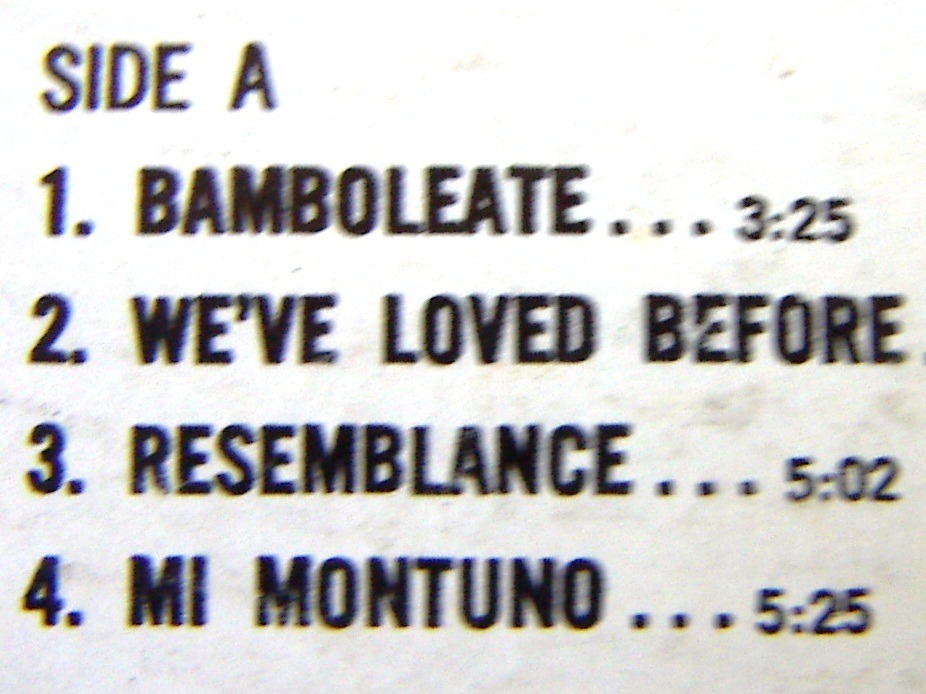 SIDE A
1. BAMBOLEATE... 3:25
2. WE'VE LOVED BEFORE.
3. RESEMBLANCE... 5:02
4. MI MONTUNO... 5:25